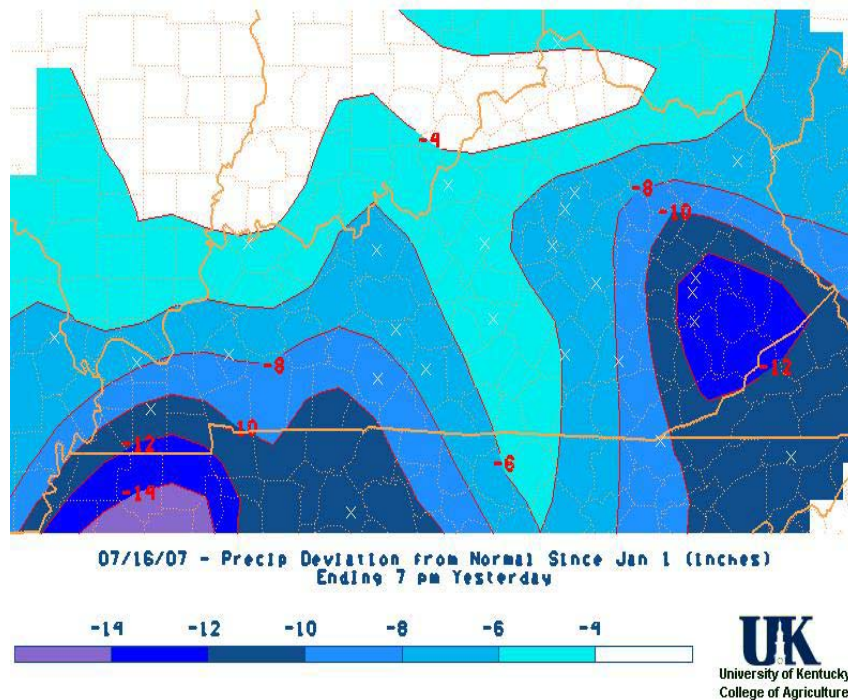 -4
-8
-10
-12
-8
-10
-12
-6
-14
07/16/07 - Precip Deviation from Normal Since Jan 1 (inches)
Ending 7 pm Yesterday
-14 -12 -10 -8 -6 -4
UK
University of Kentucky
College of Agriculture